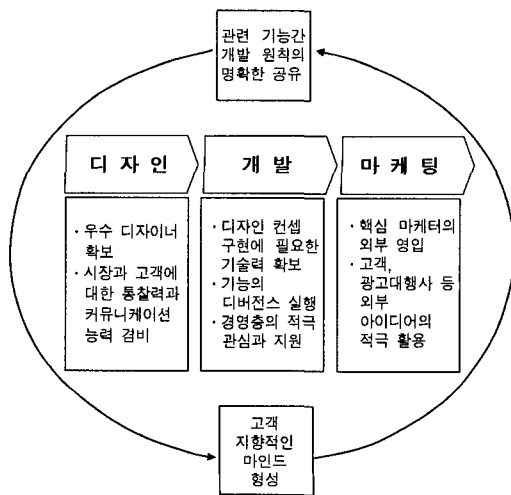 관련 기능간
개발 원칙의
명확한 공유
디 자 인
개 발
마 케 팅
· 우수 디자이너
확보
· 시장과 고객에
대한 통찰력과
커뮤니케이션
능력 겸비
· 디자인 컨셉
구현에 필요한
기술력 확보
· 기능의
디버전스 실행
· 경영층의 적극
관심과 지원
· 핵심 마케터의
외부 영입
· 고객,
광고대행사 등
외부
아이디어의
적극 활용
고객
지향적인
마인드
형성